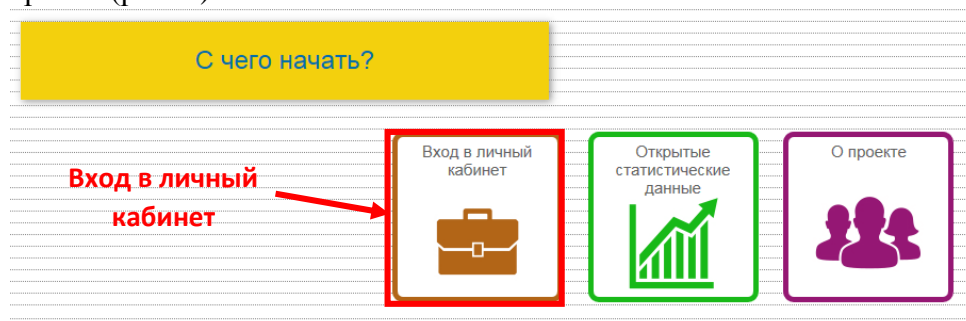 С чего начать?
Вход в личный
кабинет
Вход в личный
кабинет
Открытые
статистические
данные
О проекте